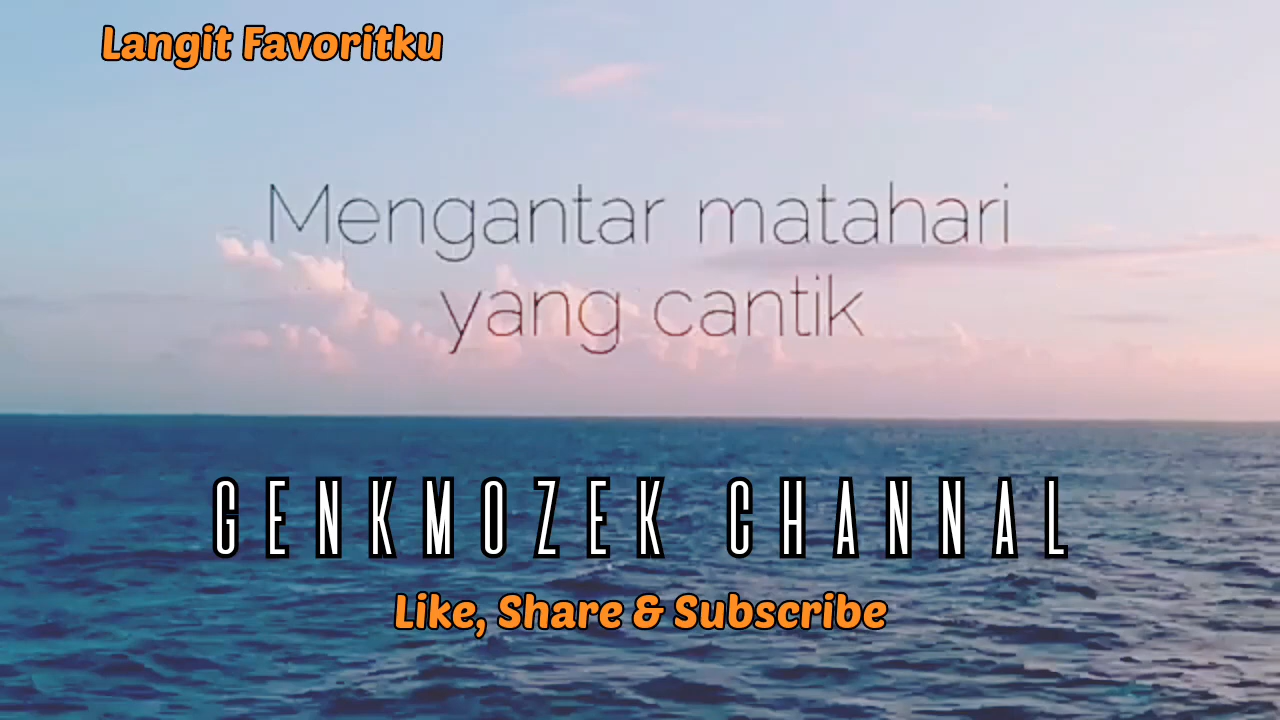 Langit Favoritku
Mengantar matahari
yang cantik
GENKMOZEK CHANNAL
Like, Share & Subscribe